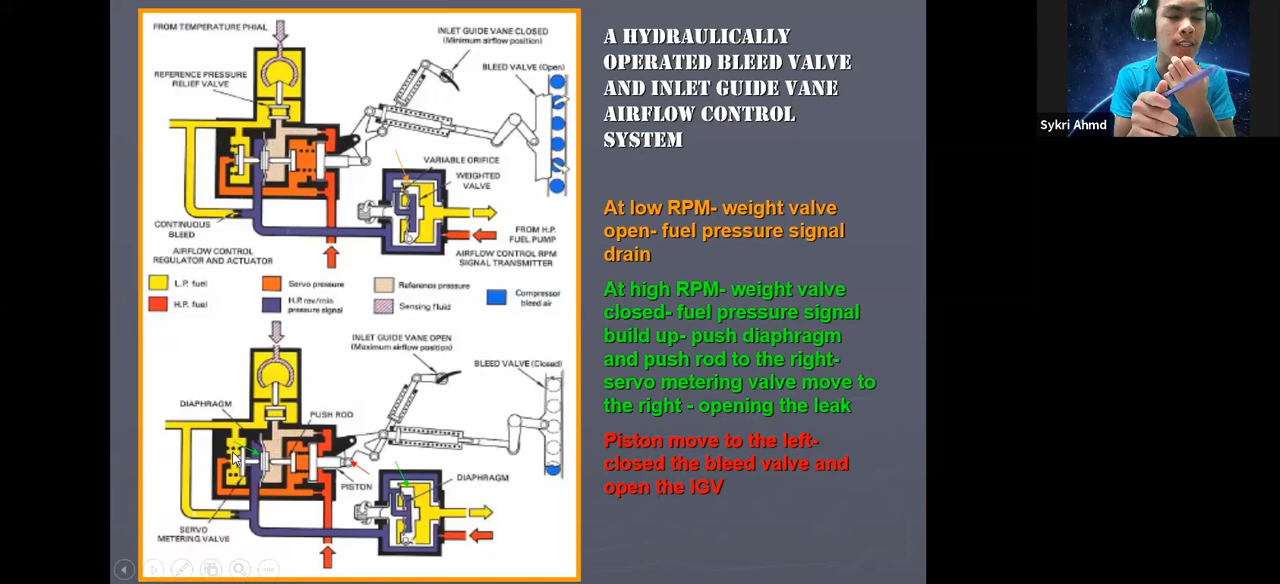 FROM TEMPERATURE PHIAL
INLET GUIDE VANE CLOSED
(Minimum airflow position)
BLEED VALVE (Open)
REFERENCE PRESSURE
RELIEF VALVE
VARIABLE ORIFICE
WEIGHTED
VALVE
CONTINUOUS
BLEED
FROM H.P.
FUEL PUMP
AIRFLOW CONTROL
REGULATOR AND ACTUATOR
AIRFLOW CONTROL RPM
SIGNAL TRANSMITTER
L.P. fuel
Servo pressure
Reference pressure
Compressor
bleed air
H.P. fuel
H.P. rev/min
pressure signal
Sensing fluid
INLET GUIDE VANE OPEN
(Maximum airflow position)
BLEED VALVE (Closed)
DIAPHRAGM
PUSH ROD
PISTON
DIAPHRAGM
SERVO
METERING VALVE
A HYDRAULICALLY
OPERATED BLEED VALVE
AND INLET GUIDE VANE
AIRFLOW CONTROL
SYSTEM
At low RPM- weight valve
open- fuel pressure signal
drain
At high RPM- weight valve
closed- fuel pressure signal
build up- push diaphragm
and push rod to the right-
servo metering valve move to
the right - opening the leak
Piston move to the left-
closed the bleed valve and
open the IGV
Sykri Ahmd